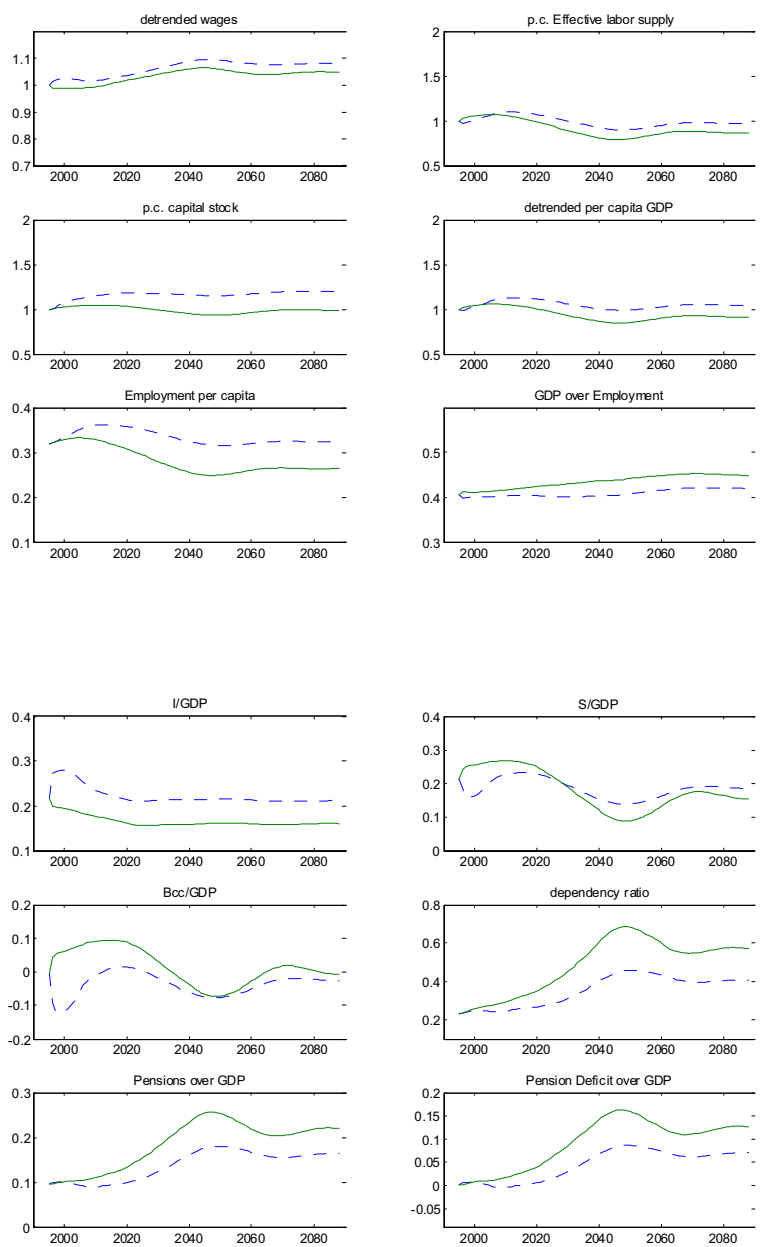 detrended wages
1.1
1
0.9
0.8
0.7
2000 2020 2040 2060 2080
p.c. Effective labor supply
2
1.5
1
0.5
2000 2020 2040 2060 2080
p.c. capital stock
2
1.5
1
0.5
2000 2020 2040 2060 2080
detrended per capita GDP
2
1.5
1
0.5
2000 2020 2040 2060 2080
Employment per capita
0.4
0.3
0.2
0.1
2000 2020 2040 2060 2080
GDP over Employment
0.5
0.4
0.3
2000 2020 2040 2060 2080
I/GDP
0.4
0.3
0.2
0.1
2000 2020 2040 2060 2080
S/GDP
0.4
0.3
0.2
0.1
0
2000 2020 2040 2060 2080
Bcc/GDP
0.2
0.1
0
-0.1
-0.2
2000 2020 2040 2060 2080
dependency ratio
0.8
0.6
0.4
0.2
2000 2020 2040 2060 2080
Pensions over GDP
0.3
0.2
0.1
0
2000 2020 2040 2060 2080
Pension Deficit over GDP
0.2
0.15
0.1
0.05
0
-0.05
2000 2020 2040 2060 2080